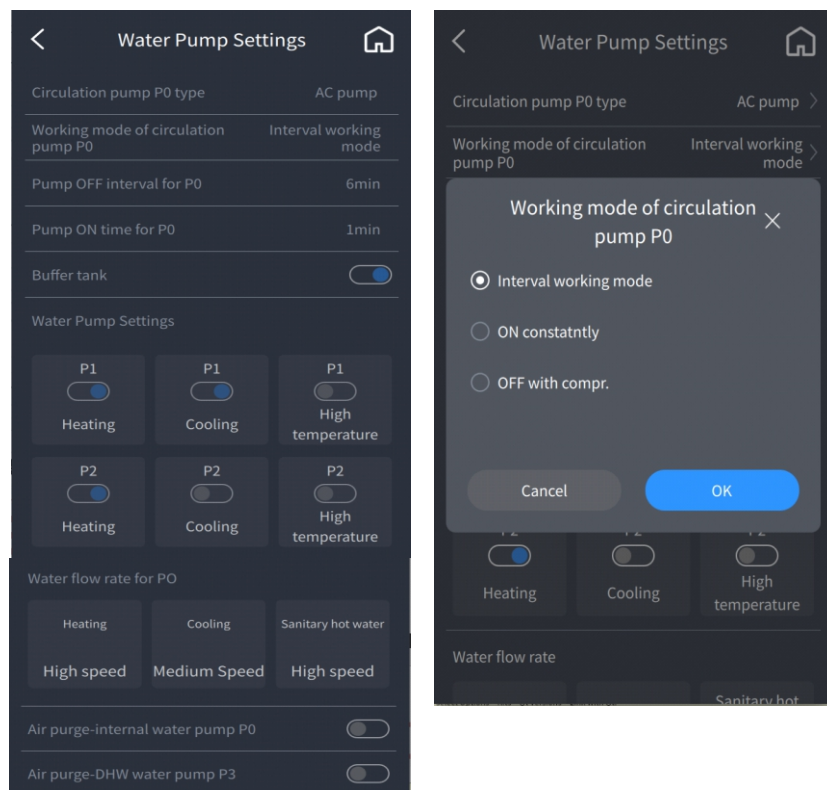 Water Pump Settings
Circulation pump P0 type AC pump
Working mode of circulation Interval working
pump P0 mode
Pump OFF interval for P0 6min
Pump ON time for P0 1min
Buffer tank
Water Pump Settings
P1 P1 P1
Heating Cooling High
temperature
P2 P2 P2
Heating Cooling High
temperature
Water flow rate for PO
Heating Cooling Sanitary hot water
High speed Medium Speed High speed
Air purge-internal water pump P0
Air purge-DHW water pump P3
Water Pump Settings
Circulation pump P0 type AC pump
Working mode of circulation Interval working
pump P0 mode
Working mode of circulation
pump P0
Interval working mode
ON constatntly
OFF with compr.
Cancel OK
Heating Cooling High
temperature
Water flow rate
Sanitary hot